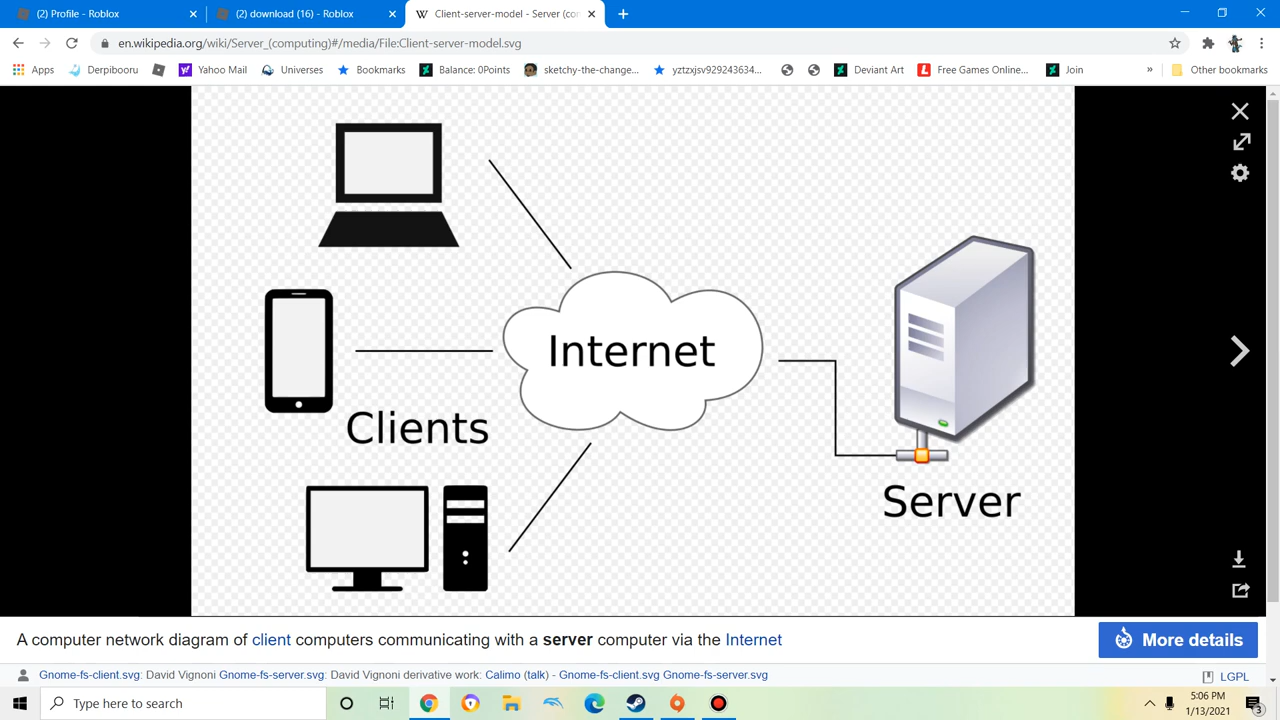 (2) Profile - Roblox
(2) download (16) - Roblox
W Client-server-model - Server (con
en.wikipedia.org/wiki/Server_(computing)#/media/File:Client-server-model.svg
Apps Derpibooru Yahoo Mail Universes Bookmarks Balance: 0Points sketchy-the-change... yztzxjsv929243634... Deviant Art Free Games Online... Join » Other bookmarks
Internet
Clients
Server
A computer network diagram of client computers communicating with a server computer via the Internet
More details
Gnome-fs-client.svg: David Vignoni Gnome-fs-server.svg: David Vignoni derivative work: Calimo (talk) - Gnome-fs-client.svg Gnome-fs-server.svg
LGPL
Type here to search
5:06 PM
1/13/2021
3